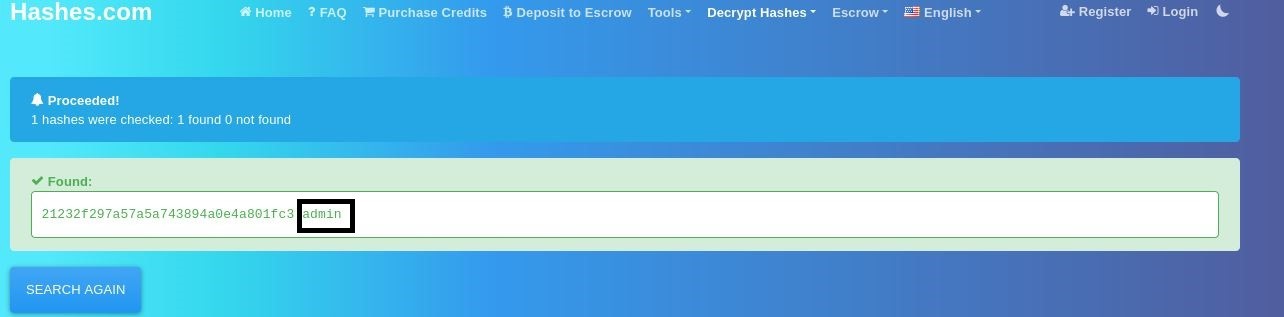 Hashes.com Home ? FAQ Purchase Credits Deposit to Escrow Tools Decrypt Hashes Escrow English Register Login
Proceeded!
1 hashes were checked: 1 found 0 not found
Found:
21232f297a57a5a743894a0e4a801fc3 admin
SEARCH AGAIN